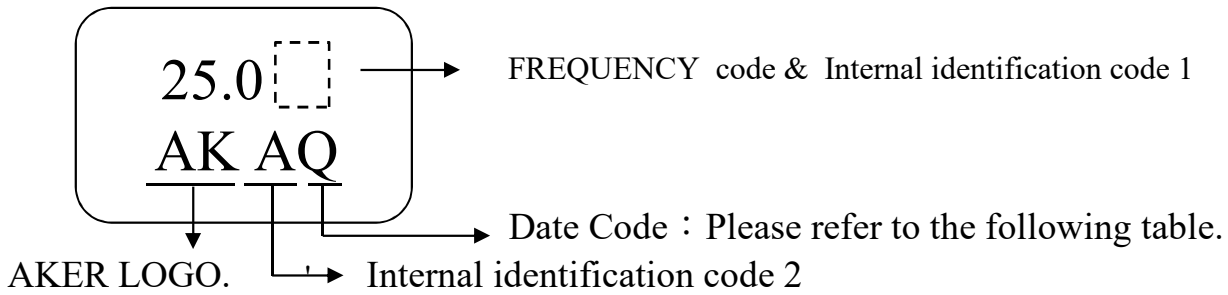 25.0 FREQUENCY code & Internal identification code 1
AK AQ
Date Code：Please refer to the following table.
AKER LOGO. Internal identification code 2